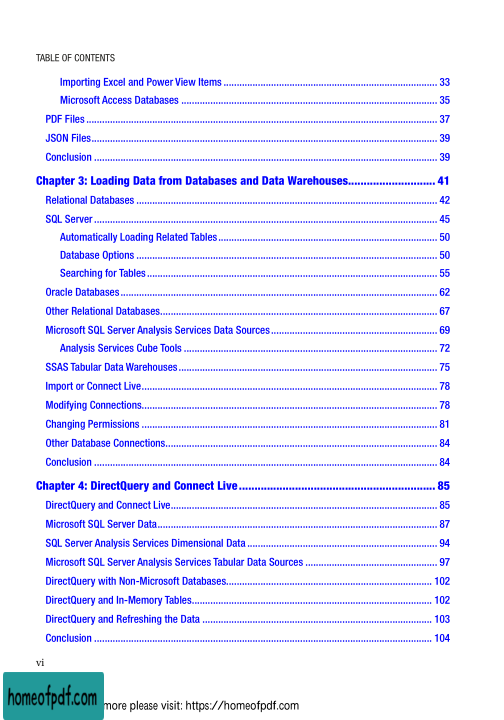 TABLE OF CONTENTS
Importing Excel and Power View Items ................................................................................ 33
Microsoft Access Databases ................................................................................................ 35
PDF Files .................................................................................................................................. 37
JSON Files................................................................................................................................ 39
Conclusion ................................................................................................................................ 39
Chapter 3: Loading Data from Databases and Data Warehouses............................ 41
Relational Databases ................................................................................................................ 42
SQL Server ................................................................................................................................ 45
Automatically Loading Related Tables.................................................................................. 50
Database Options ................................................................................................................ 50
Searching for Tables ............................................................................................................ 55
Oracle Databases...................................................................................................................... 62
Other Relational Databases....................................................................................................... 67
Microsoft SQL Server Analysis Services Data Sources.............................................................. 69
Analysis Services Cube Tools ............................................................................................... 72
SSAS Tabular Data Warehouses ................................................................................................ 75
Import or Connect Live.............................................................................................................. 78
Modifying Connections.............................................................................................................. 78
Changing Permissions .............................................................................................................. 81
Other Database Connections..................................................................................................... 84
Conclusion ................................................................................................................................ 84
Chapter 4: DirectQuery and Connect Live............................................................... 85
DirectQuery and Connect Live................................................................................................... 85
Microsoft SQL Server Data........................................................................................................ 87
SQL Server Analysis Services Dimensional Data ....................................................................... 94
Microsoft SQL Server Analysis Services Tabular Data Sources ................................................. 97
DirectQuery with Non-Microsoft Databases............................................................................. 102
DirectQuery and In-Memory Tables.......................................................................................... 102
DirectQuery and Refreshing the Data ...................................................................................... 103
Conclusion .............................................................................................................................. 104
vi
homeofpdf.com more please visit: https://homeofpdf.com